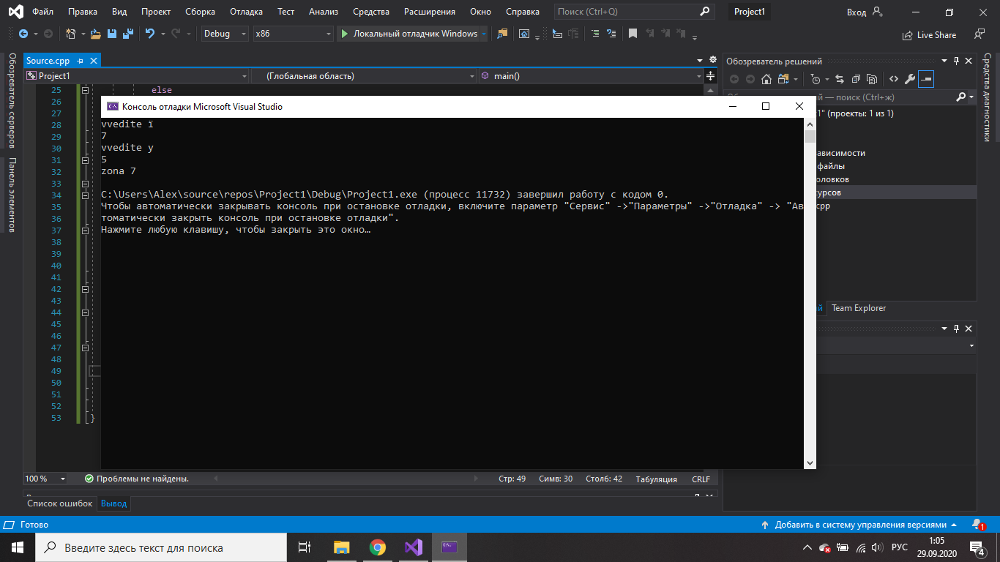 Файл Правка Вид Проект Сборка Отладка Тест Анализ Средства Расширения Окно Справка Поиск (Ctrl+Q) Project1 Вход
Debug x86 Локальный отладчик Windows Live Share
Обозреватель серверов
Панель элементов
Source.cpp
Project1 (Глобальная область) main()
25 else
26
27
28
29
30
31
32
33
34
35
36
37
38
39
40
41
42
43
44
45
46
47
48
49
50
51
52
53 }
Консоль отладки Microsoft Visual Studio
vvedite ї
7
vvedite y
5
zona 7
C:\Users\Alex\source\repos\Project1\Debug\Project1.exe (процесс 11732) завершил работу с кодом 0.
Чтобы автоматически закрывать консоль при остановке отладки, включите параметр "Сервис" ->"Параметры" ->"Отладка" -> "Ав
томатически закрыть консоль при остановке отладки".
Нажмите любую клавишу, чтобы закрыть это окно…
Обозреватель решений
й — поиск (Ctrl+ж)
1" (проекты: 1 из 1)
ависимости
файлы
оловков
урсов
cpp
й Team Explorer
Средства диагностики
100 % Проблемы не найдены. Стр: 49 Симв: 30 Столб: 42 Табуляция CRLF
Список ошибок Вывод
Готово Добавить в систему управления версиями 1
Введите здесь текст для поиска РУС 1:05
29.09.2020 4